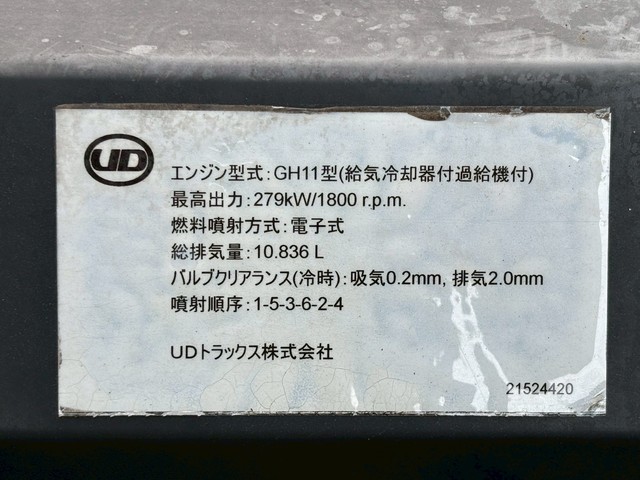 UD
エンジン型式:GH11型(給気冷却器付過給機付)
最高出力:279kW/1800 r.p.m.
燃料噴射方式:電子式
総排気量:10.836 L
バルブクリアランス(冷時):吸気0.2mm, 排気2.0mm
噴射順序:1-5-3-6-2-4
UDトラックス株式会社
21524420